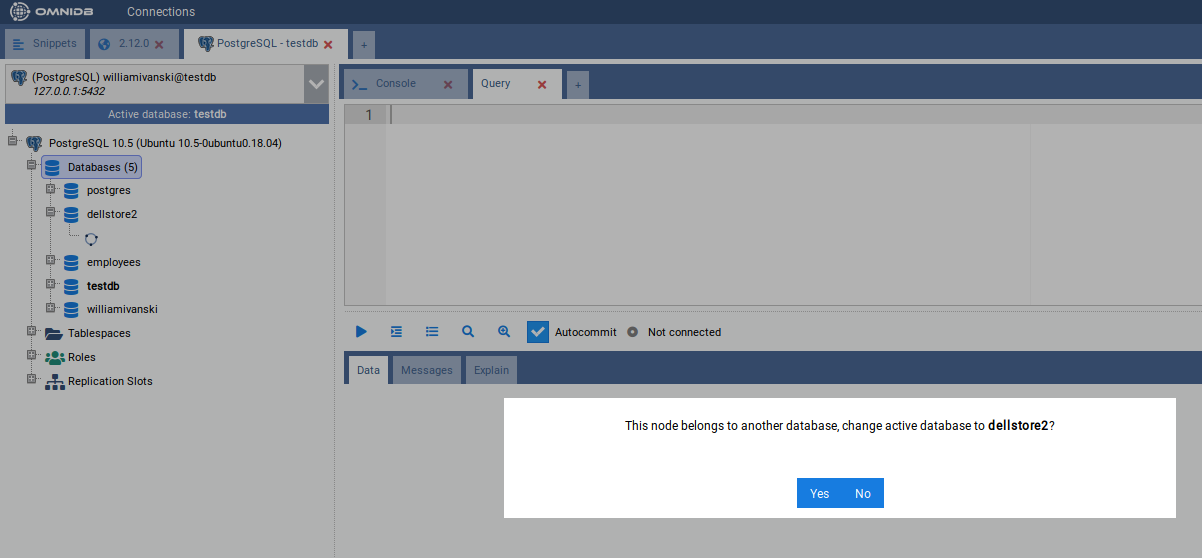 OMNIDB Connections
Snippets 2.12.0 PostgreSQL - testdb +
(PostgreSQL) williamivanski@testdb
127.0.0.1:5432
Active database: testdb
PostgreSQL 10.5 (Ubuntu 10.5-0ubuntu0.18.04)
Databases (5)
postgres
dellstore2
employees
testdb
williamivanski
Tablespaces
Roles
Replication Slots
Console Query +
1
Autocommit Not connected
Data Messages Explain
This node belongs to another database, change active database to dellstore2?
Yes No